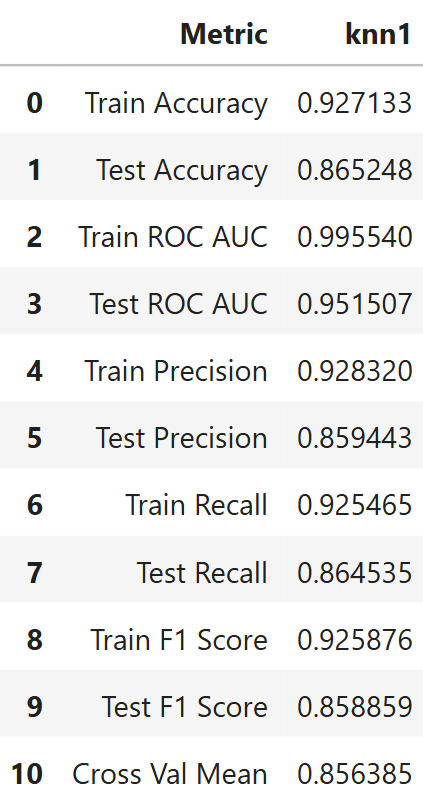 Metric knn1
0 Train Accuracy 0.927133
1 Test Accuracy 0.865248
2 Train ROC AUC 0.995540
3 Test ROC AUC 0.951507
4 Train Precision 0.928320
5 Test Precision 0.859443
6 Train Recall 0.925465
7 Test Recall 0.864535
8 Train F1 Score 0.925876
9 Test F1 Score 0.858859
10 Cross Val Mean 0.856385